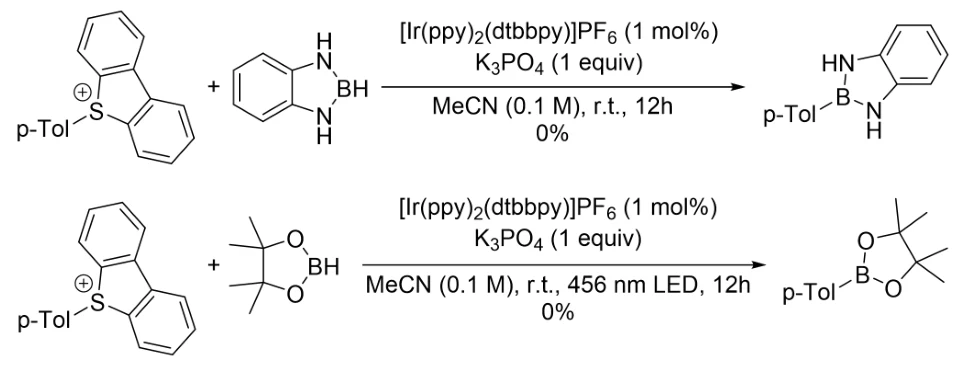 [Ir(ppy)₂(dtbbpy)]PF₆ (1 mol%)
K₃PO₄ (1 equiv)
MeCN (0.1 M), r.t., 12h
0%
⊕
S
p-Tol
+
H
N
BH
N
H
HN
B
N
H
p-Tol
[Ir(ppy)₂(dtbbpy)]PF₆ (1 mol%)
K₃PO₄ (1 equiv)
MeCN (0.1 M), r.t., 456 nm LED, 12h
0%
⊕
S
p-Tol
+
O
BH
O
O
B
O
p-Tol